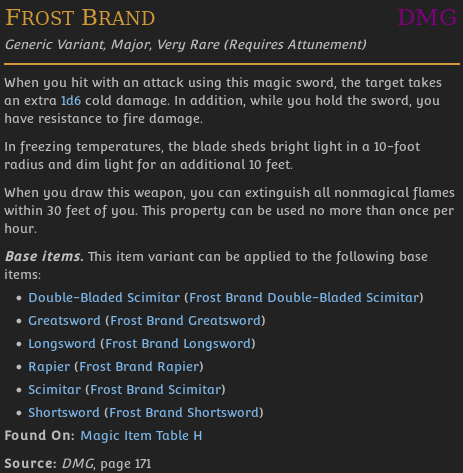 Frost Brand DMG
Generic Variant, Major, Very Rare (Requires Attunement)
When you hit with an attack using this magic sword, the target takes
an extra 1d6 cold damage. In addition, while you hold the sword, you
have resistance to fire damage.
In freezing temperatures, the blade sheds bright light in a 10-foot
radius and dim light for an additional 10 feet.
When you draw this weapon, you can extinguish all nonmagical flames
within 30 feet of you. This property can be used no more than once per
hour.
Base items. This item variant can be applied to the following base
items:
• Double-Bladed Scimitar (Frost Brand Double-Bladed Scimitar)
• Greatsword (Frost Brand Greatsword)
• Longsword (Frost Brand Longsword)
• Rapier (Frost Brand Rapier)
• Scimitar (Frost Brand Scimitar)
• Shortsword (Frost Brand Shortsword)
Found On: Magic Item Table H
Source: DMG, page 171